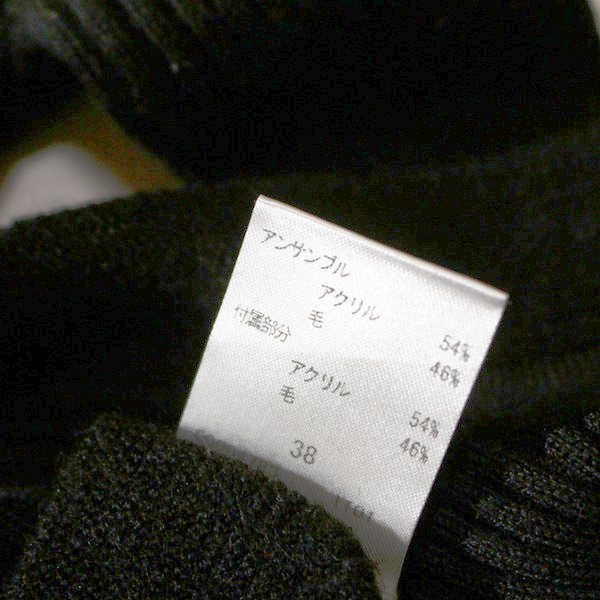 アンサンブル
アクリル 54%
毛 46%
付属部分
アクリル 54%
毛 46%
38